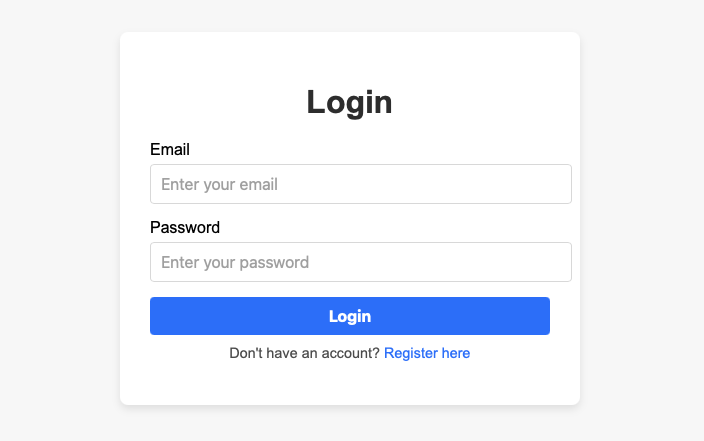 Login
Email
Enter your email
Password
Enter your password
Login
Don't have an account? Register here